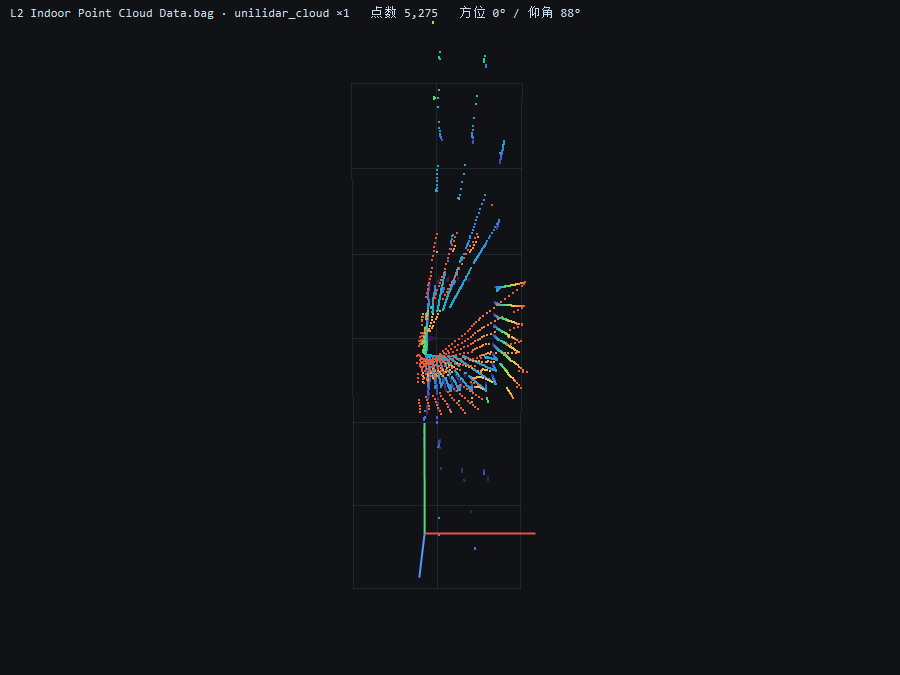 L2 Indoor Point Cloud Data.bag · unilidar_cloud ×1 点数 5,275 方位 0° / 仰角 88°